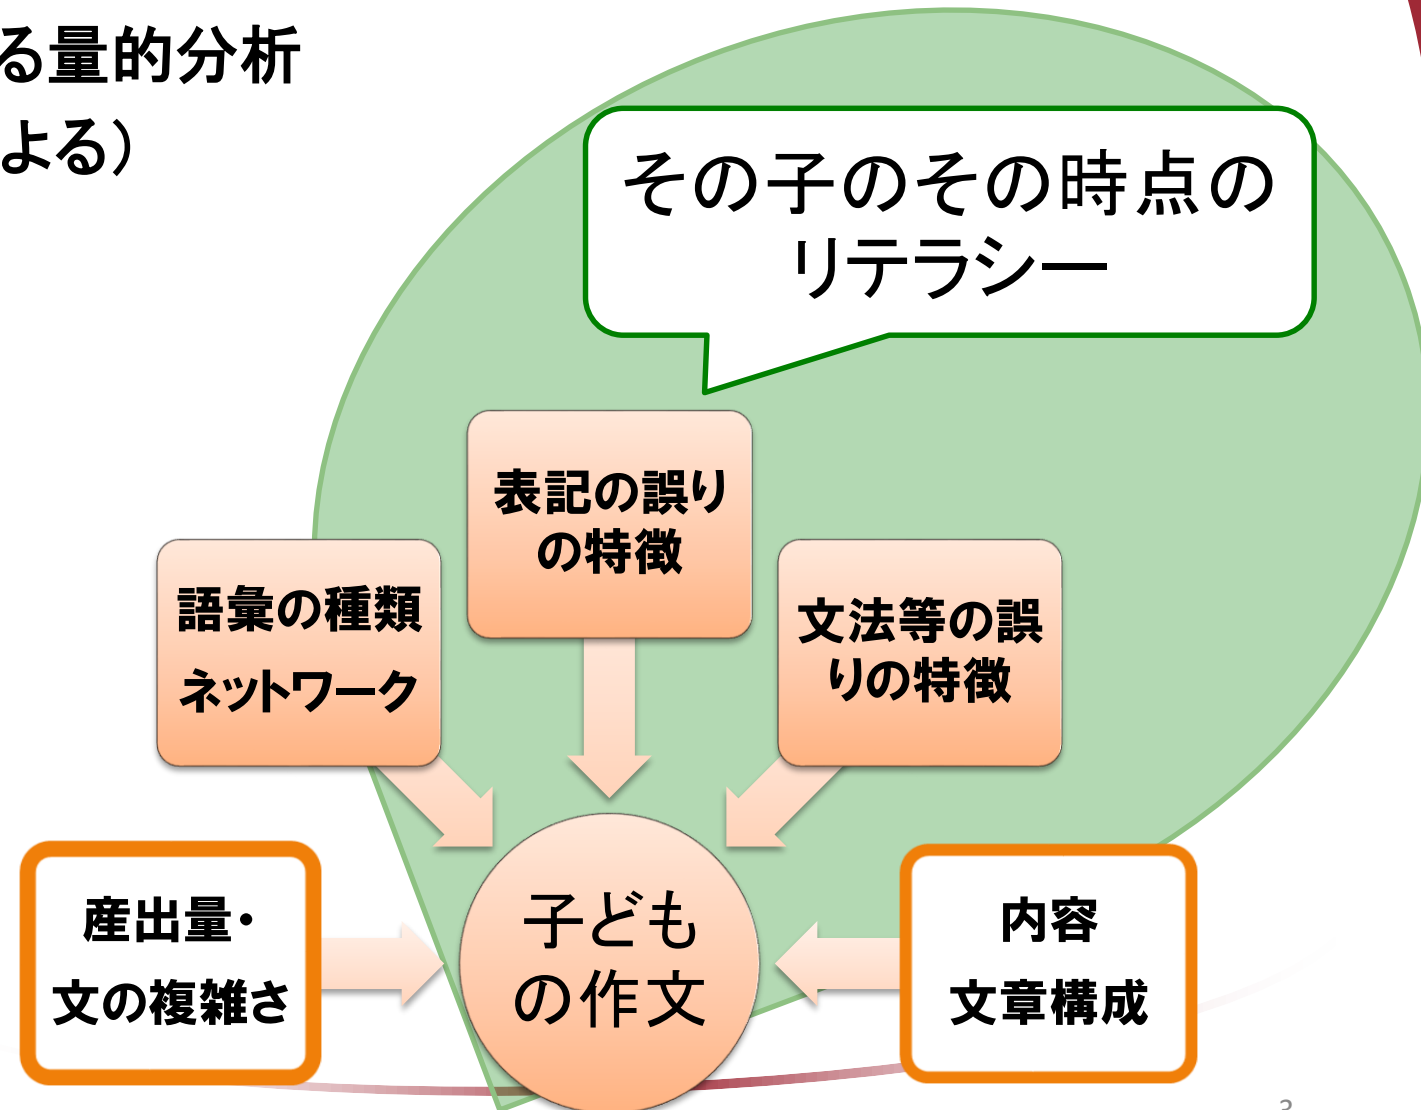 る量的分析
よる）
その子のその時点の
リテラシー
表記の誤り
の特徴
語彙の種類
ネットワーク
文法等の誤
りの特徴
産出量・
文の複雑さ
子ども
の作文
内容
文章構成
3